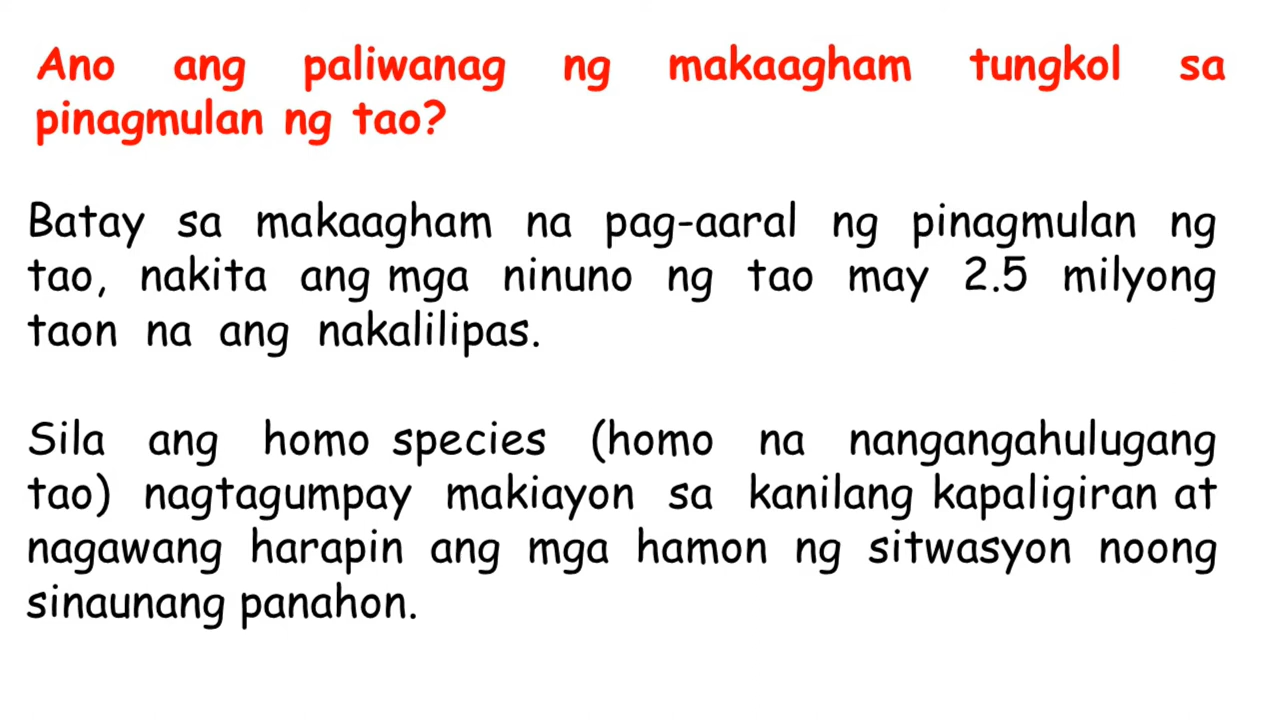 Ano ang paliwanag ng makaagham tungkol sa
pinagmulan ng tao?
Batay sa makaagham na pag-aaral ng pinagmulan ng
tao, nakita ang mga ninuno ng tao may 2.5 milyong
taon na ang nakalilipas.
Sila ang homo species (homo na nangangahulugang
tao) nagtagumpay makiayon sa kanilang kapaligiran at
nagawang harapin ang mga hamon ng sitwasyon noong
sinaunang panahon.